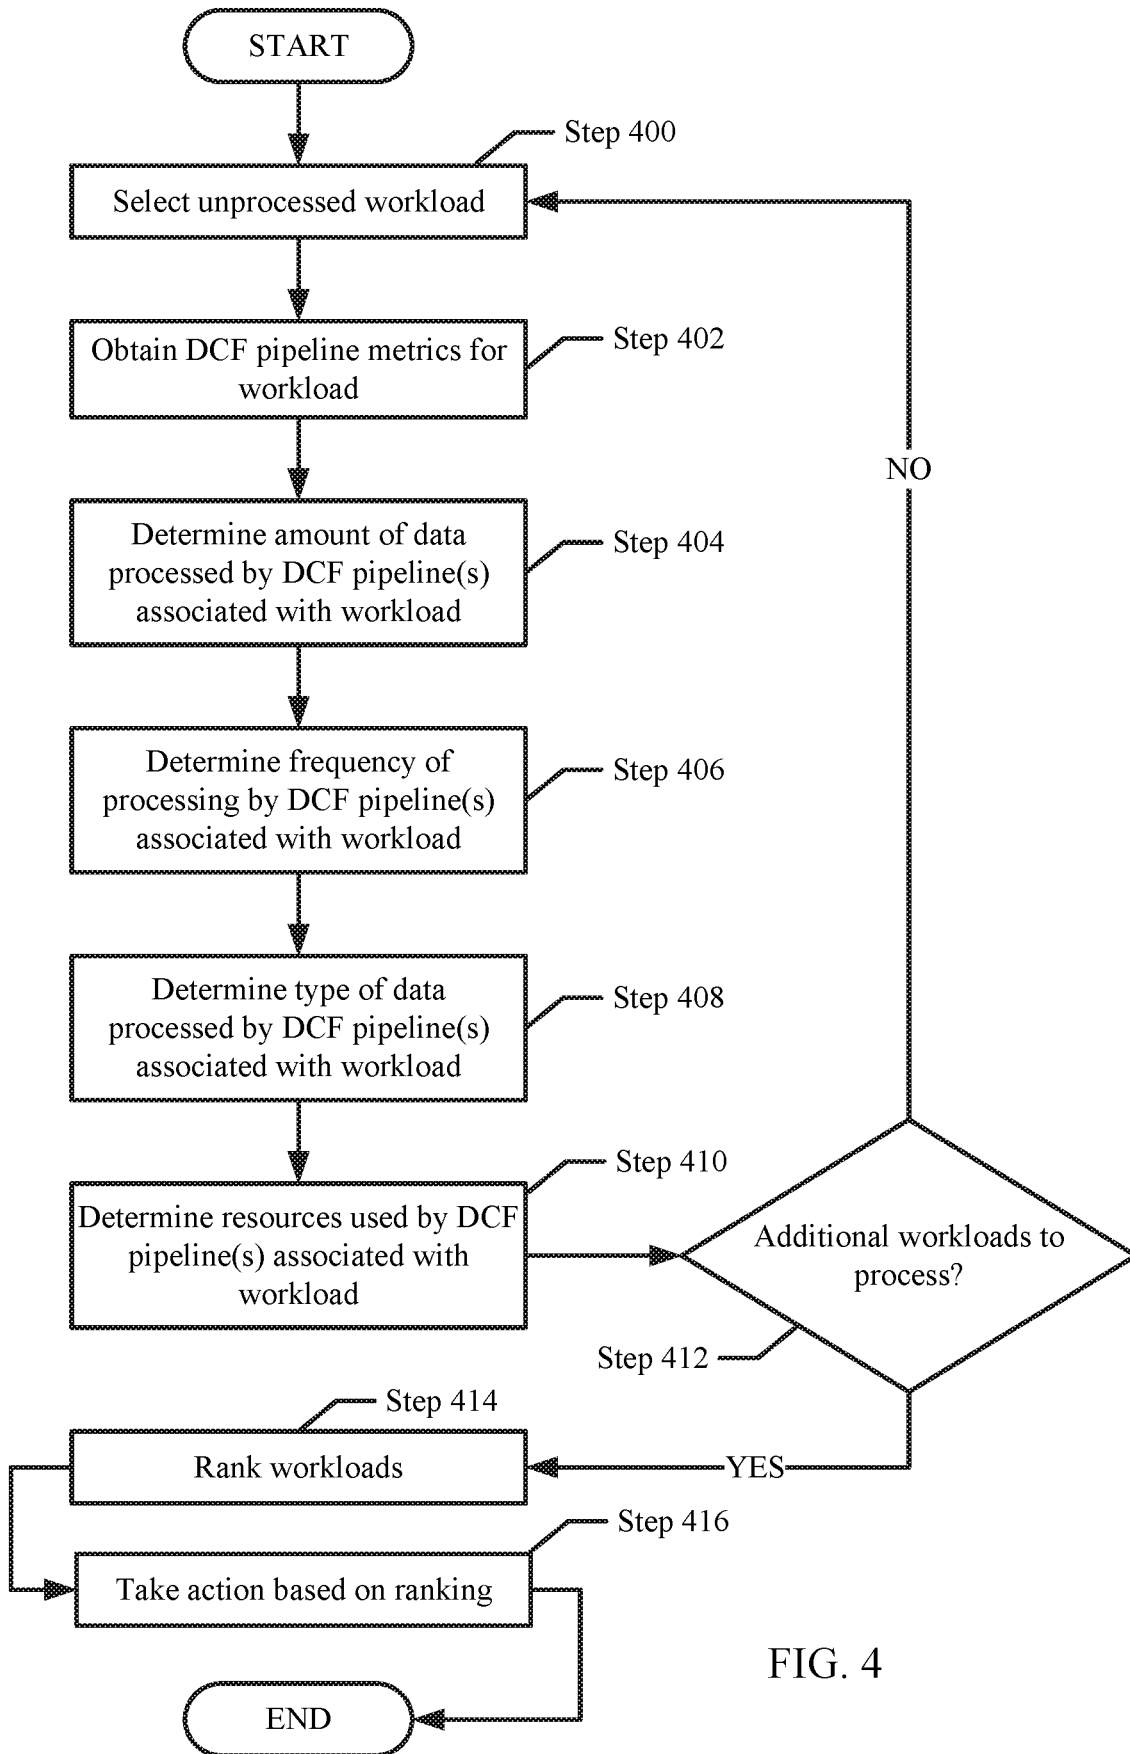 START
Step 400
Select unprocessed workload
Step 402
Obtain DCF pipeline metrics for
workload
NO
Step 404
Determine amount of data
processed by DCF pipeline(s)
associated with workload
Step 406
Determine frequency of
processing by DCF pipeline(s)
associated with workload
Step 408
Determine type of data
processed by DCF pipeline(s)
associated with workload
Step 410
Determine resources used by DCF
pipeline(s) associated with
workload
Additional workloads to
process?
Step 412
Step 414
Rank workloads
YES
Step 416
Take action based on ranking
FIG. 4
END